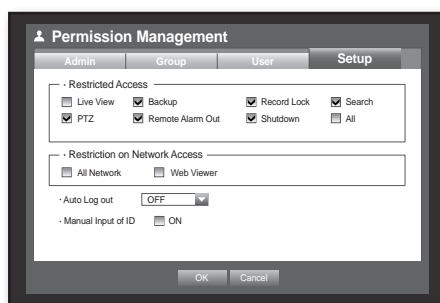 Permission Management
Admin Group User Setup
· Restricted Access
Live View Backup Record Lock Search
PTZ Remote Alarm Out Shutdown All
· Restriction on Network Access
All Network Web Viewer
· Auto Log out OFF
· Manual Input of ID ON
OK Cancel